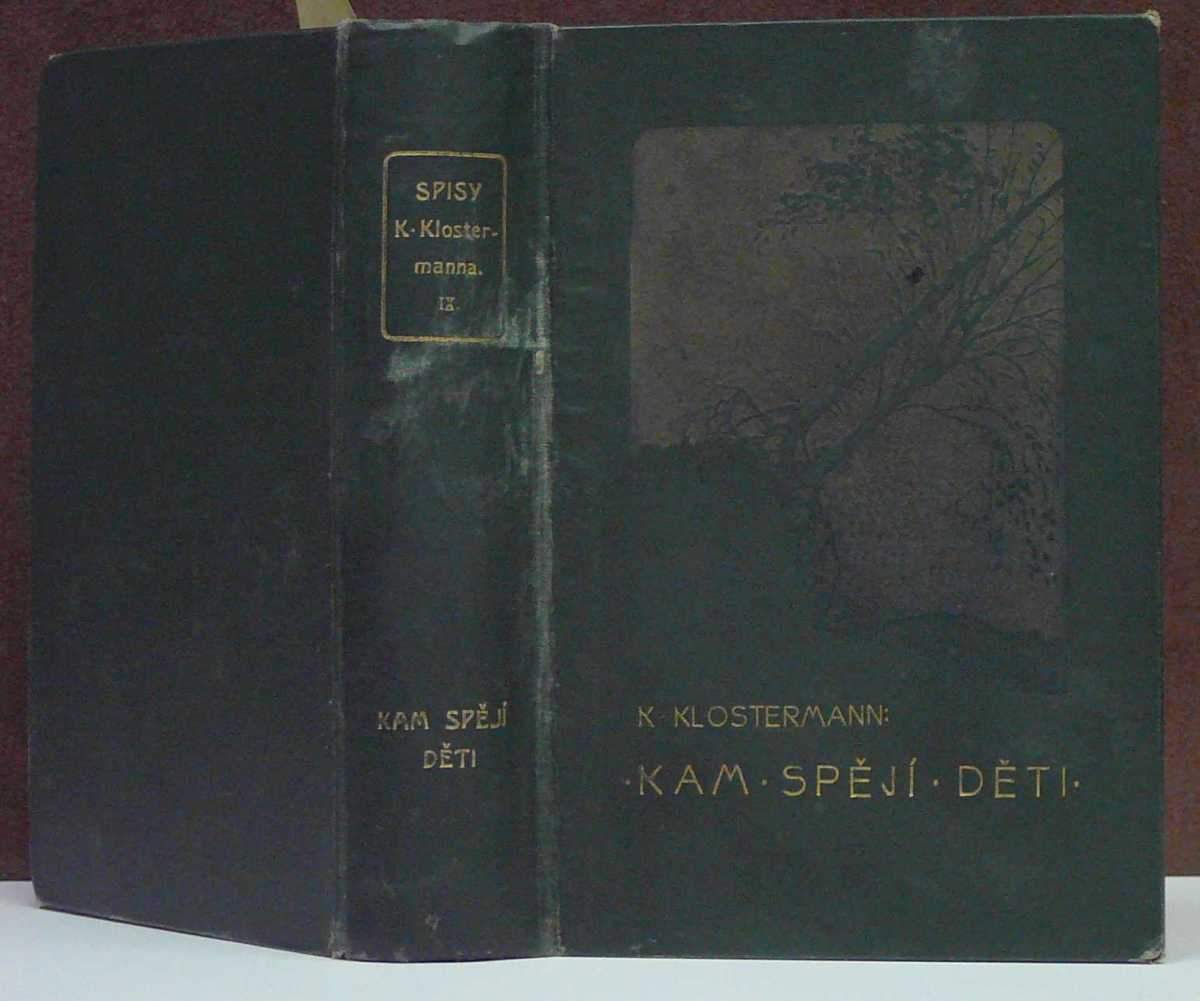 SPISY
K. Kloster-
manna.
IX.
KAM SPĚJÍ
DĚTI
K. KLOSTERMANN:
·KAM·SPĚJÍ·DĚTI·